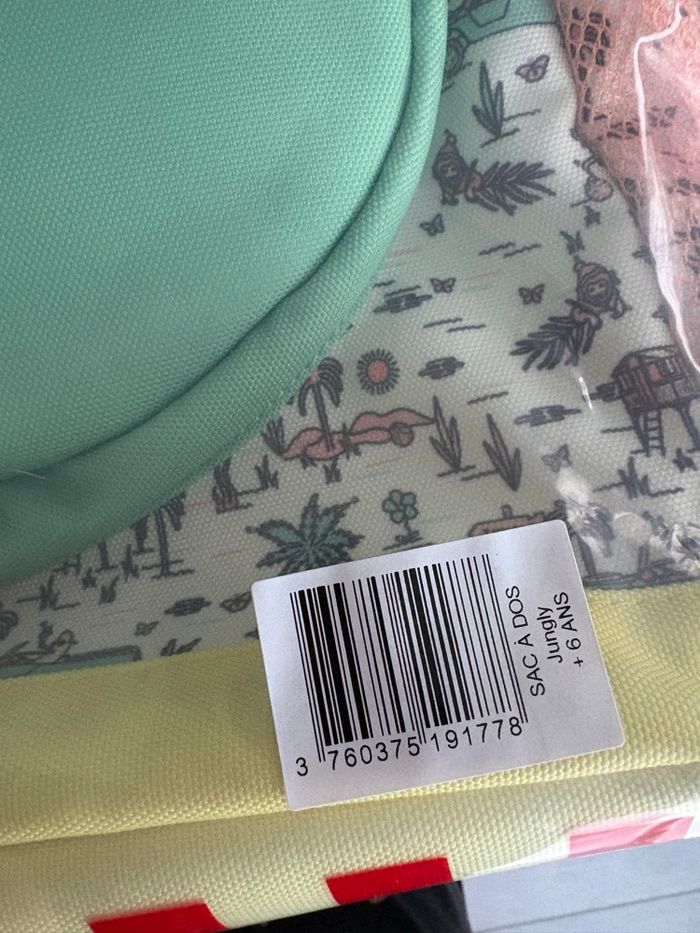 3 760375 191778
SAC À DOS
Jungly
+ 6 ANS